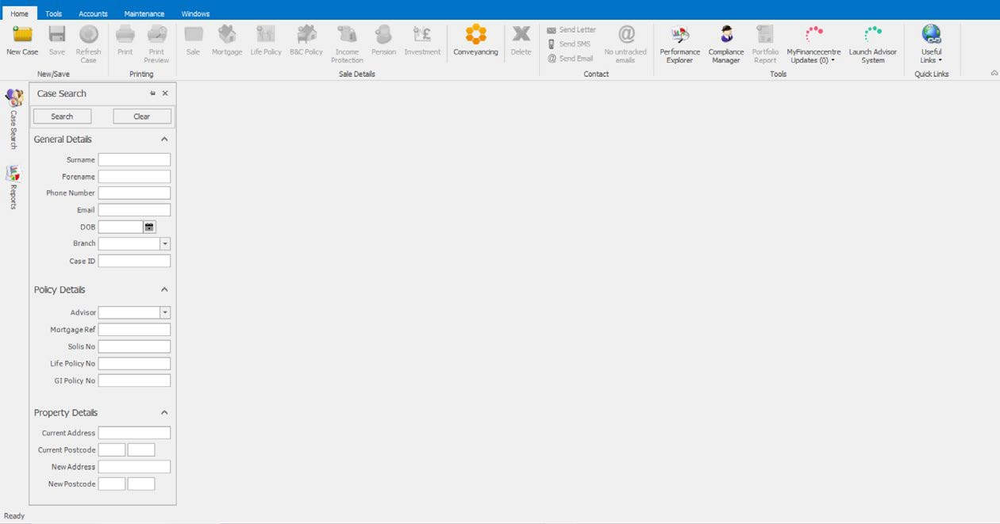 Home Tools Accounts Maintenance Windows
New Case Save Refresh Case
New/Save
Print Print Preview
Printing
Sale Mortgage Life Policy B&C Policy Income Protection Pension Investment Conveyancing Delete
Sale Details
Send Letter
Send SMS
Send Email
No untracked emails
Contact
Performance Explorer Compliance Manager Portfolio Report MyFinancecentre Updates (0) Launch Advisor System
Tools
Useful Links
Quick Links
Case Search
Reports
Case Search
Search Clear
General Details
Surname
Forename
Phone Number
Email
DOB
Branch
Case ID
Policy Details
Advisor
Mortgage Ref
Solis No
Life Policy No
GI Policy No
Property Details
Current Address
Current Postcode
New Address
New Postcode
Ready